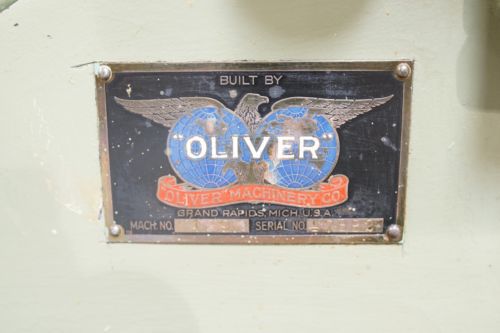 BUILT BY
"OLIVER"
"OLIVER" MACHINERY CO.
GRAND RAPIDS, MICH. U.S.A.
MACH. NO. SERIAL NO.